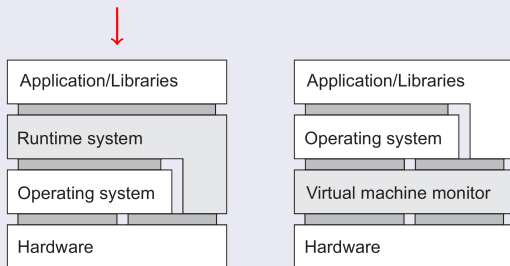 Application/Libraries
Runtime system
Operating system
Hardware
Application/Libraries
Operating system
Virtual machine monitor
Hardware